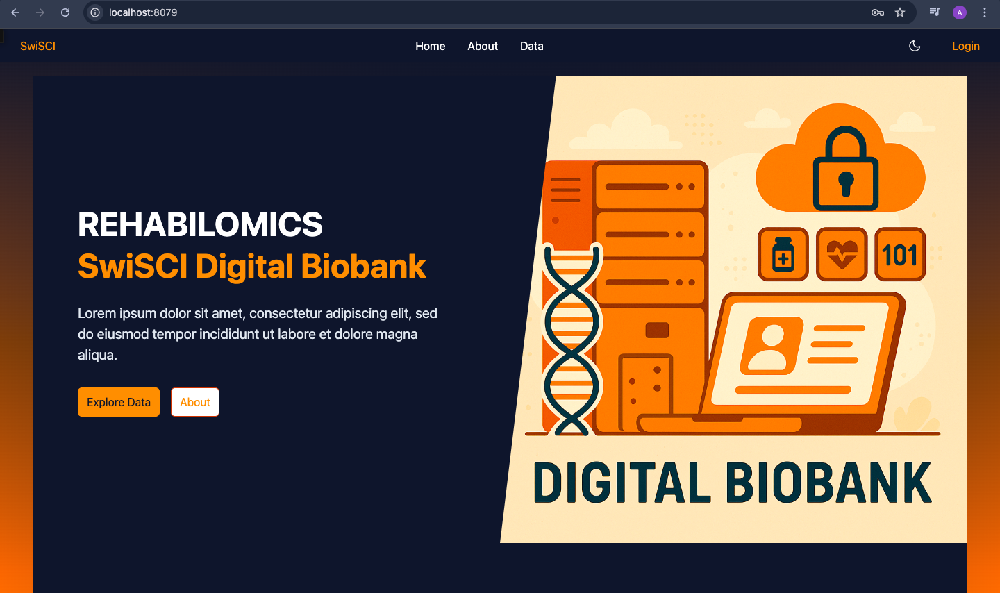 localhost:8079
A
SwiSCI
Home
About
Data
Login
REHABILOMICS
SwiSCI Digital Biobank
Lorem ipsum dolor sit amet, consectetur adipiscing elit, sed
do eiusmod tempor incididunt ut labore et dolore magna
aliqua.
Explore Data
About
101
DIGITAL BIOBANK